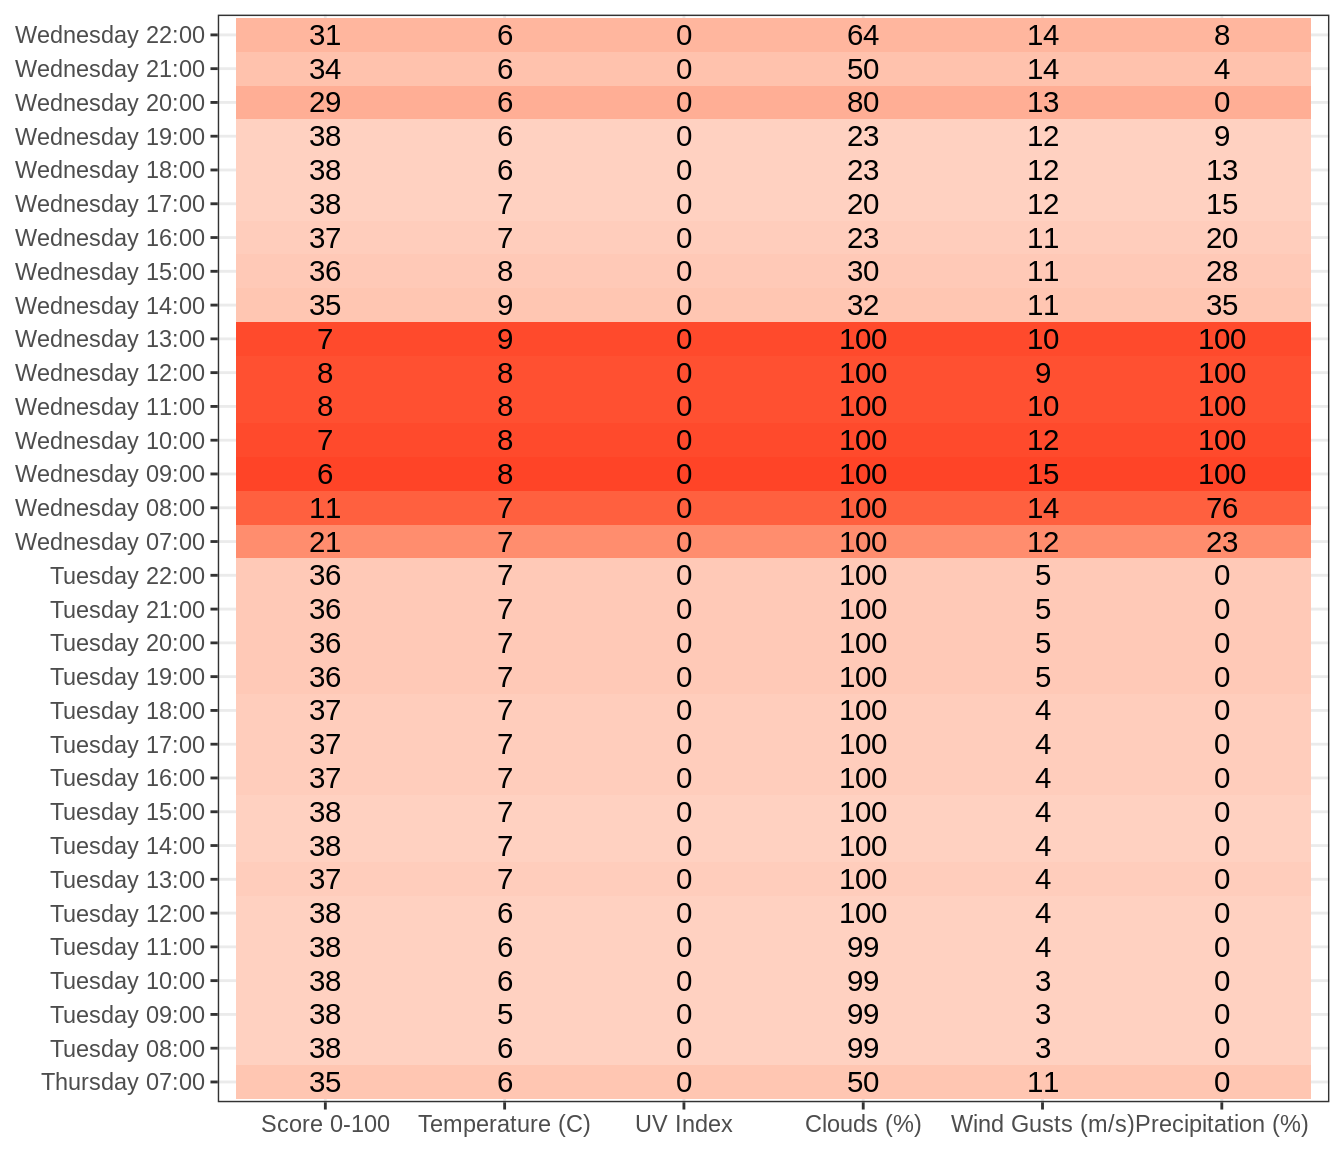 Wednesday 22:00 31 6 0 64 14 8
Wednesday 21:00 34 6 0 50 14 4
Wednesday 20:00 29 6 0 80 13 0
Wednesday 19:00 38 6 0 23 12 9
Wednesday 18:00 38 6 0 23 12 13
Wednesday 17:00 38 7 0 20 12 15
Wednesday 16:00 37 7 0 23 11 20
Wednesday 15:00 36 8 0 30 11 28
Wednesday 14:00 35 9 0 32 11 35
Wednesday 13:00 7 9 0 100 10 100
Wednesday 12:00 8 8 0 100 9 100
Wednesday 11:00 8 8 0 100 10 100
Wednesday 10:00 7 8 0 100 12 100
Wednesday 09:00 6 8 0 100 15 100
Wednesday 08:00 11 7 0 100 14 76
Wednesday 07:00 21 7 0 100 12 23
Tuesday 22:00 36 7 0 100 5 0
Tuesday 21:00 36 7 0 100 5 0
Tuesday 20:00 36 7 0 100 5 0
Tuesday 19:00 36 7 0 100 5 0
Tuesday 18:00 37 7 0 100 4 0
Tuesday 17:00 37 7 0 100 4 0
Tuesday 16:00 37 7 0 100 4 0
Tuesday 15:00 38 7 0 100 4 0
Tuesday 14:00 38 7 0 100 4 0
Tuesday 13:00 37 7 0 100 4 0
Tuesday 12:00 38 6 0 100 4 0
Tuesday 11:00 38 6 0 99 4 0
Tuesday 10:00 38 6 0 99 3 0
Tuesday 09:00 38 5 0 99 3 0
Tuesday 08:00 38 6 0 99 3 0
Thursday 07:00 35 6 0 50 11 0
Score 0-100 Temperature (C) UV Index Clouds (%) Wind Gusts (m/s) Precipitation (%)